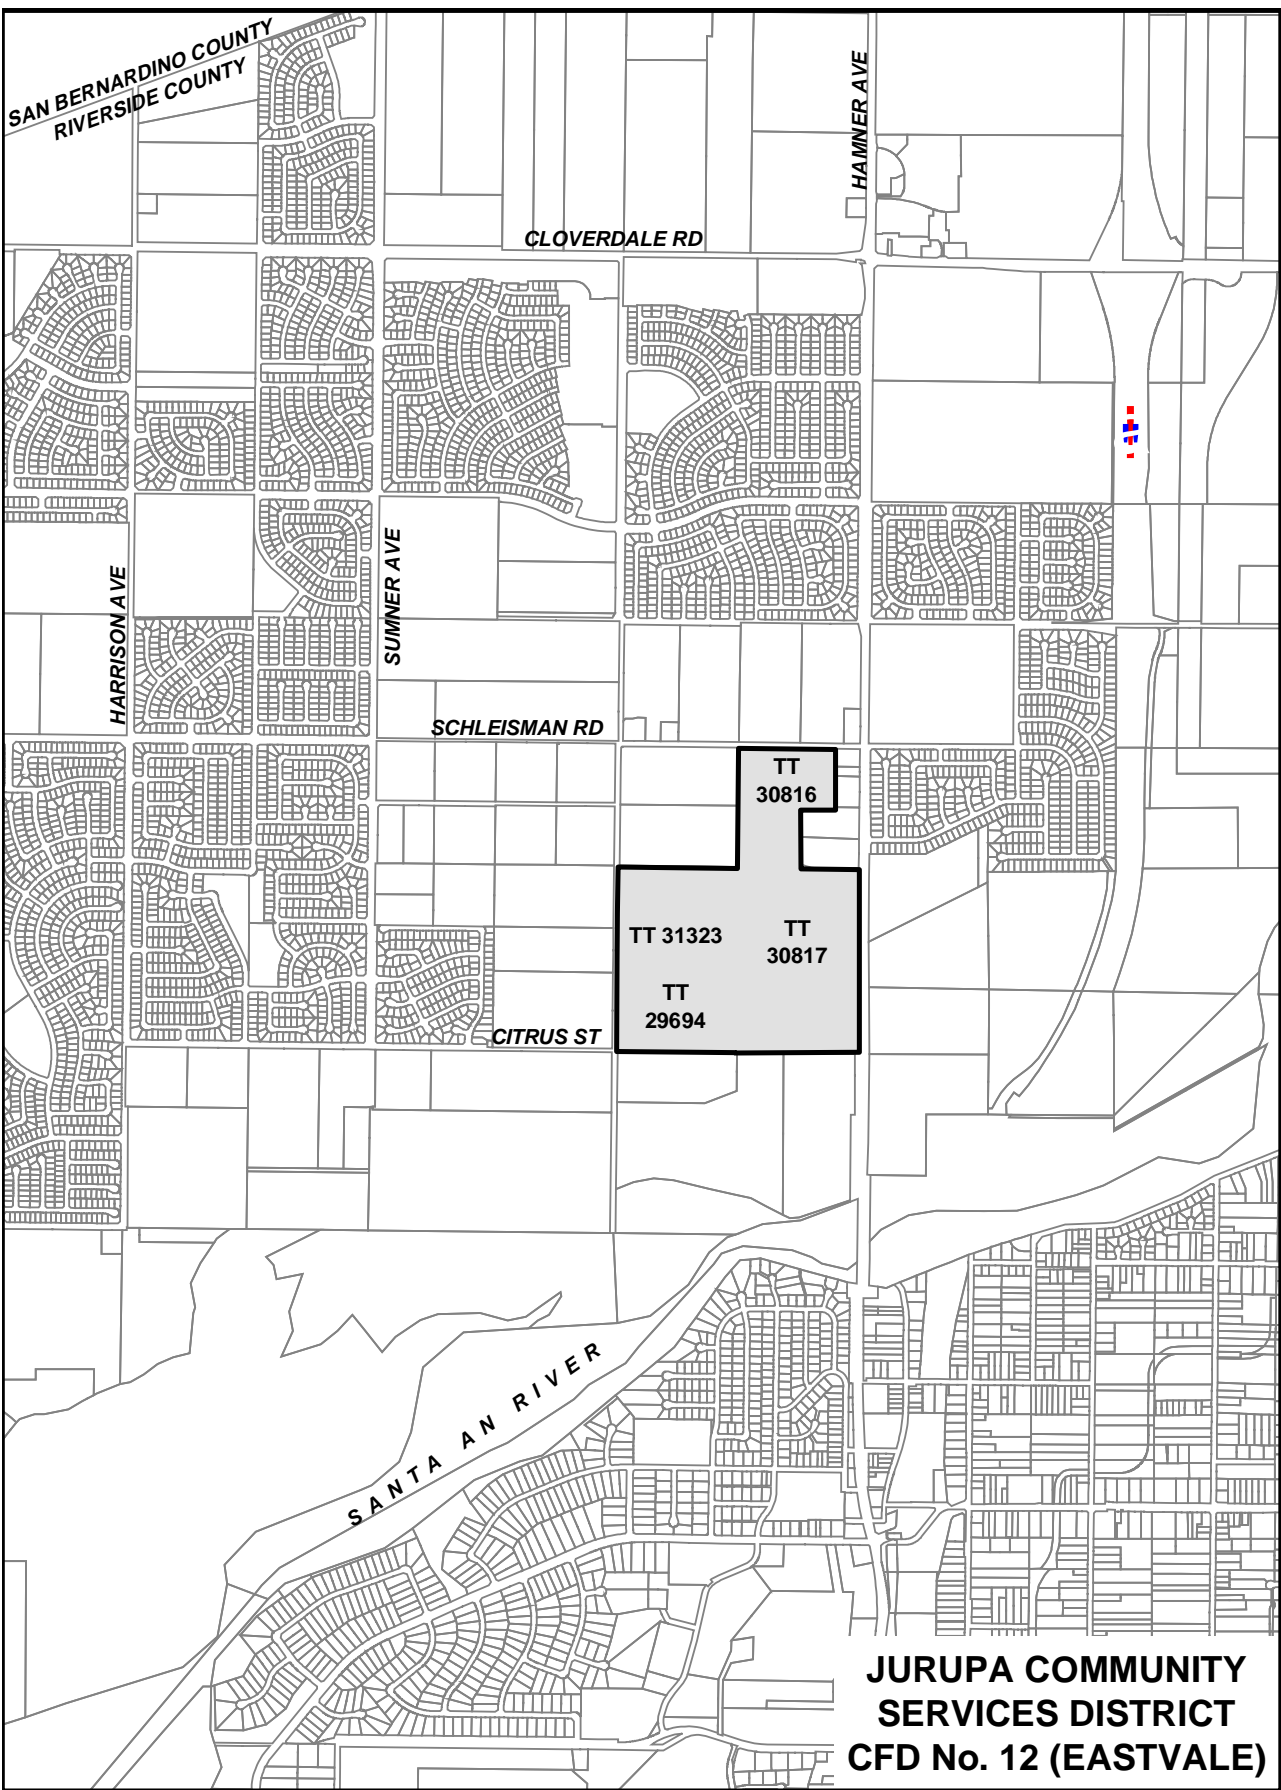 SAN BERNARDINO COUNTY
RIVERSIDE COUNTY
HAMNER AVE
CLOVERDALE RD
HARRISON AVE
SUMNER AVE
SCHLEISMAN RD
TT
30816
TT 31323
TT
30817
TT
29694
CITRUS ST
SANTA AN RIVER
JURUPA COMMUNITY
SERVICES DISTRICT
CFD No. 12 (EASTVALE)